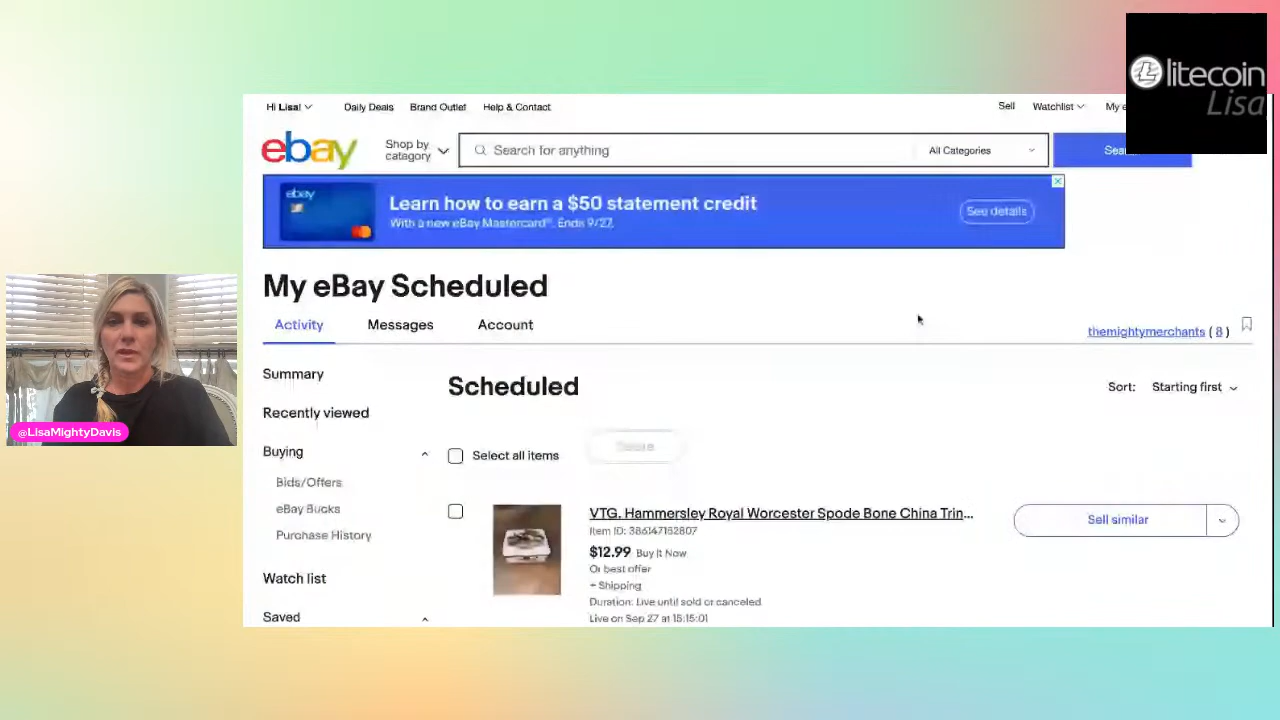 litecoin
Lisa
Hi Lisa!
Daily Deals
Brand Outlet
Help & Contact
Sell
Watchlist
My e
ebay
Shop by
category
Search for anything
All Categories
Sea
ebay
Learn how to earn a $50 statement credit
With a new eBay Mastercard®. Ends 9/27.
See details
My eBay Scheduled
Activity
Messages
Account
themightymerchants ( 8 )
Summary
Scheduled
Sort: Starting first
Recently viewed
Buying
Select all items
Bids/Offers
eBay Bucks
Purchase History
VTG. Hammersley Royal Worcester Spode Bone China Trin...
Item ID: 386147162807
$12.99 Buy It Now
Or best offer
+ Shipping
Duration: Live until sold or canceled
Live on Sep 27 at 15:15:01
Sell similar
Watch list
Saved
@LisaMightyDavis